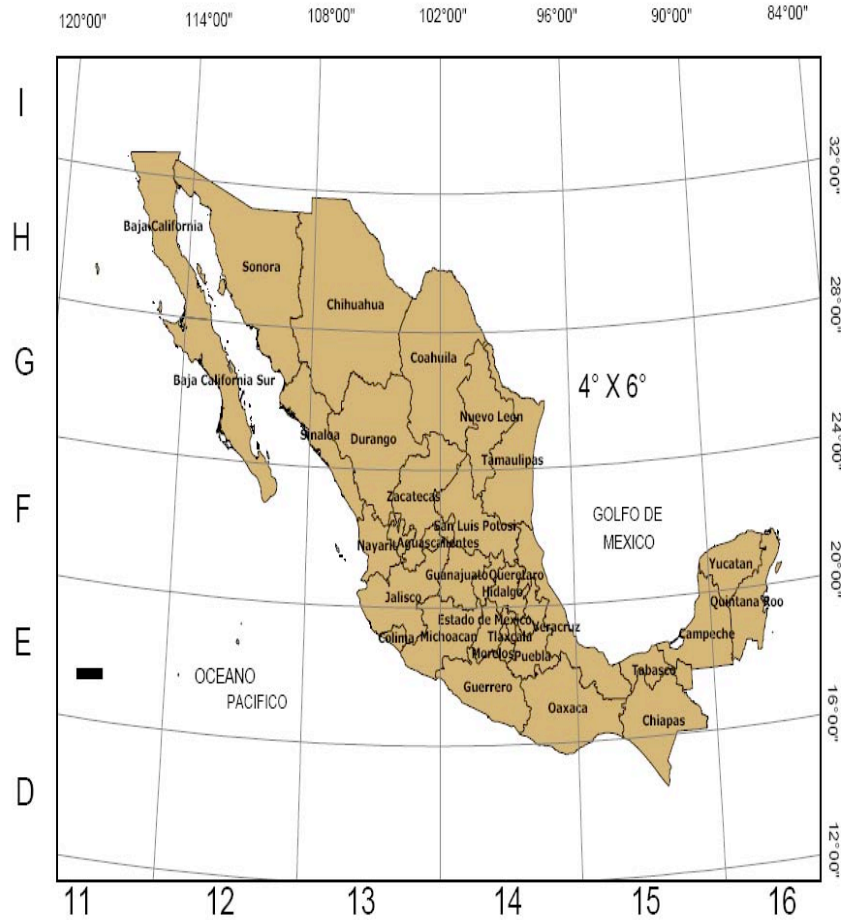 120°00" 114°00" 108°00" 102°00" 96°00" 90°00" 84°00"
I
32°00"
Baja California
H
Sonora
28°00"
Chihuahua
G
Coahuila
Baja California Sur
4° X 6°
Nuevo Leon
24°00"
Sinaloa
Durango
Tamaulipas
Zacatecas
F
GOLFO DE
MEXICO
San Luis Potosi
Nayarit
Aguascalientes
Yucatan
20°00"
Guanajuato
Queretaro
Hidalgo
Jalisco
Quintana Roo
Estado de Mexico
Veracruz
E
Colima
Michoacan
Tlaxcala
Campeche
Morelos
Puebla
Tabasco
OCEANO
PACIFICO
Guerrero
16°00"
Oaxaca
Chiapas
D
12°00"
11 12 13 14 15 16